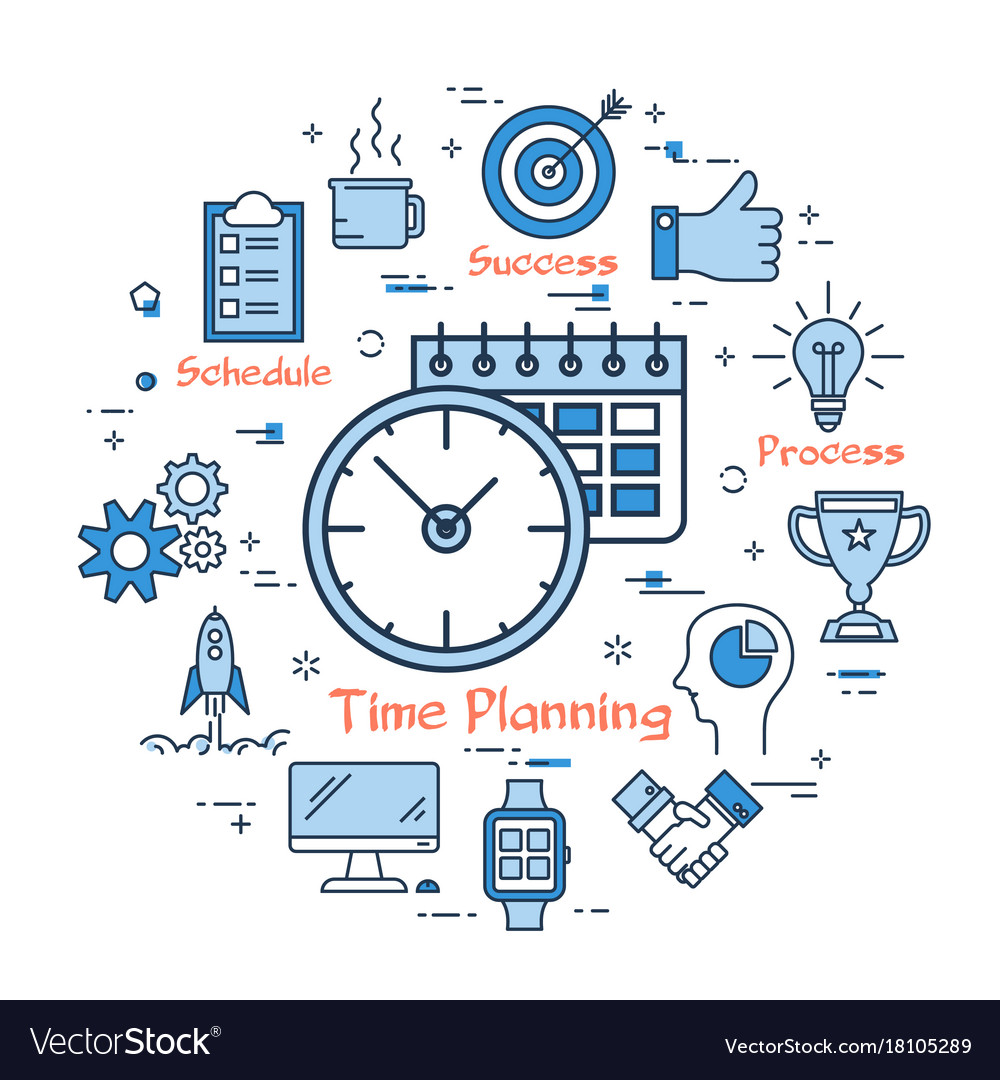 Success
Schedule
Process
Time Planning
VectorStock®
VectorStock.com/18105289